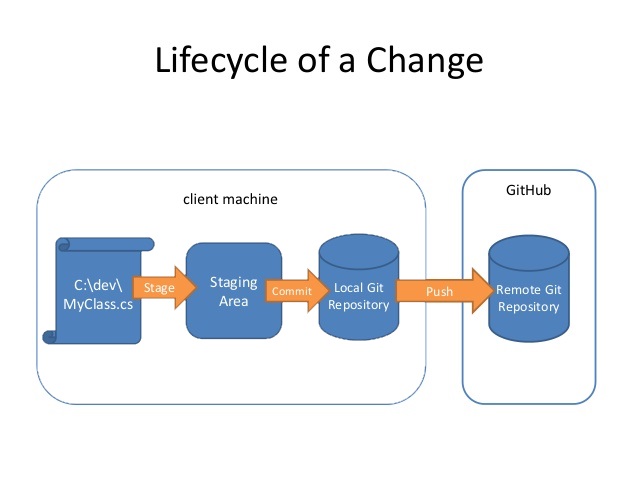 Lifecycle of a Change
client machine
GitHub
C:\dev\
MyClass.cs
Stage
Staging
Area
Commit
Local Git
Repository
Push
Remote Git
Repository